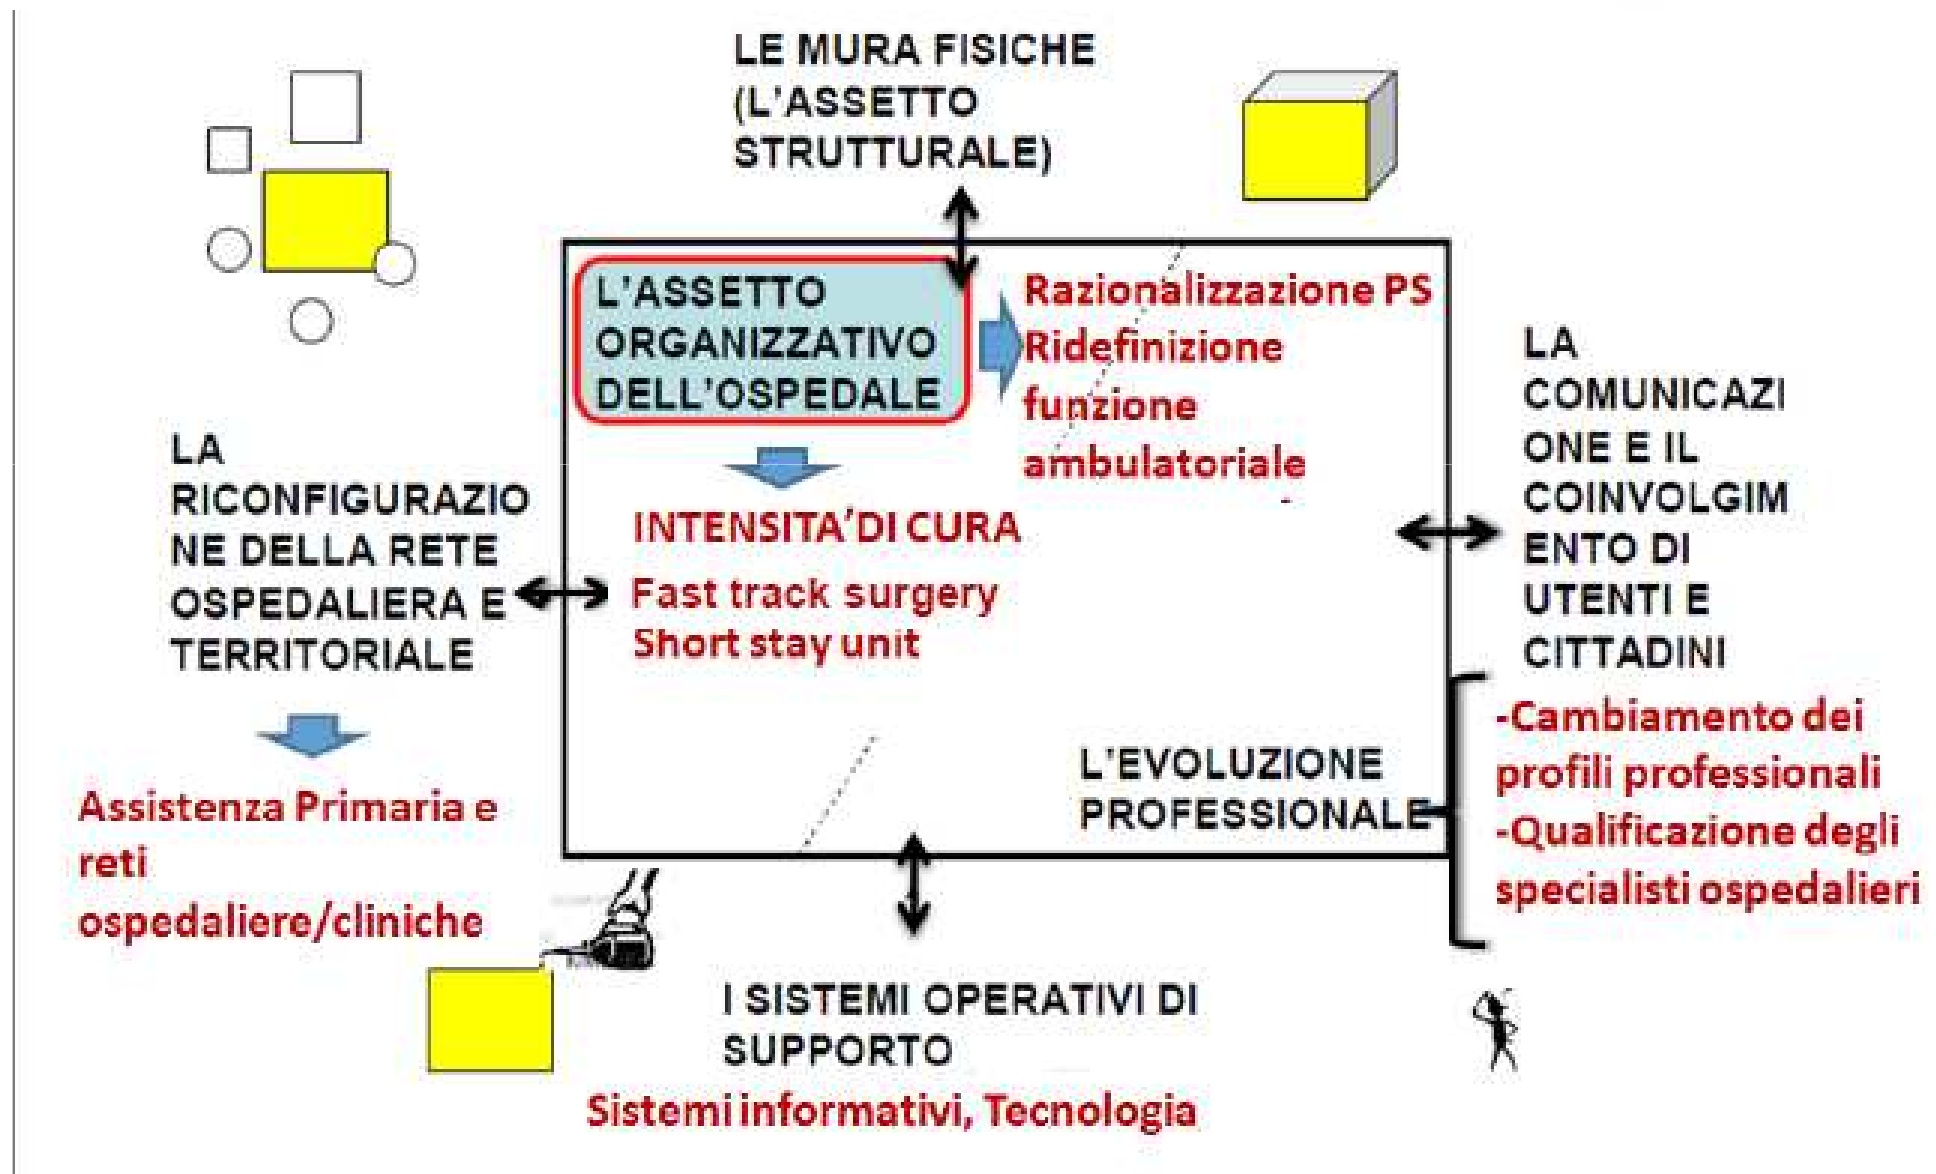 LE MURA FISICHE
(L'ASSETTO
STRUTTURALE)
L'ASSETTO
ORGANIZZATIVO
DELL'OSPEDALE
Razionalizzazione PS
Ridefinizione
funzione
ambulatoriale
INTENSITA'DI CURA
Fast track surgery
Short stay unit
LA
RICONFIGURAZIO
NE DELLA RETE
OSPEDALIERA E
TERRITORIALE
Assistenza Primaria e
reti
ospedaliere/cliniche
LA
COMUNICAZI
ONE E IL
COINVOLGIM
ENTO DI
UTENTI E
CITTADINI
L'EVOLUZIONE
PROFESSIONALE
-Cambiamento dei
profili professionali
-Qualificazione degli
specialisti ospedalieri
I SISTEMI OPERATIVI DI
SUPPORTO
Sistemi informativi, Tecnologia